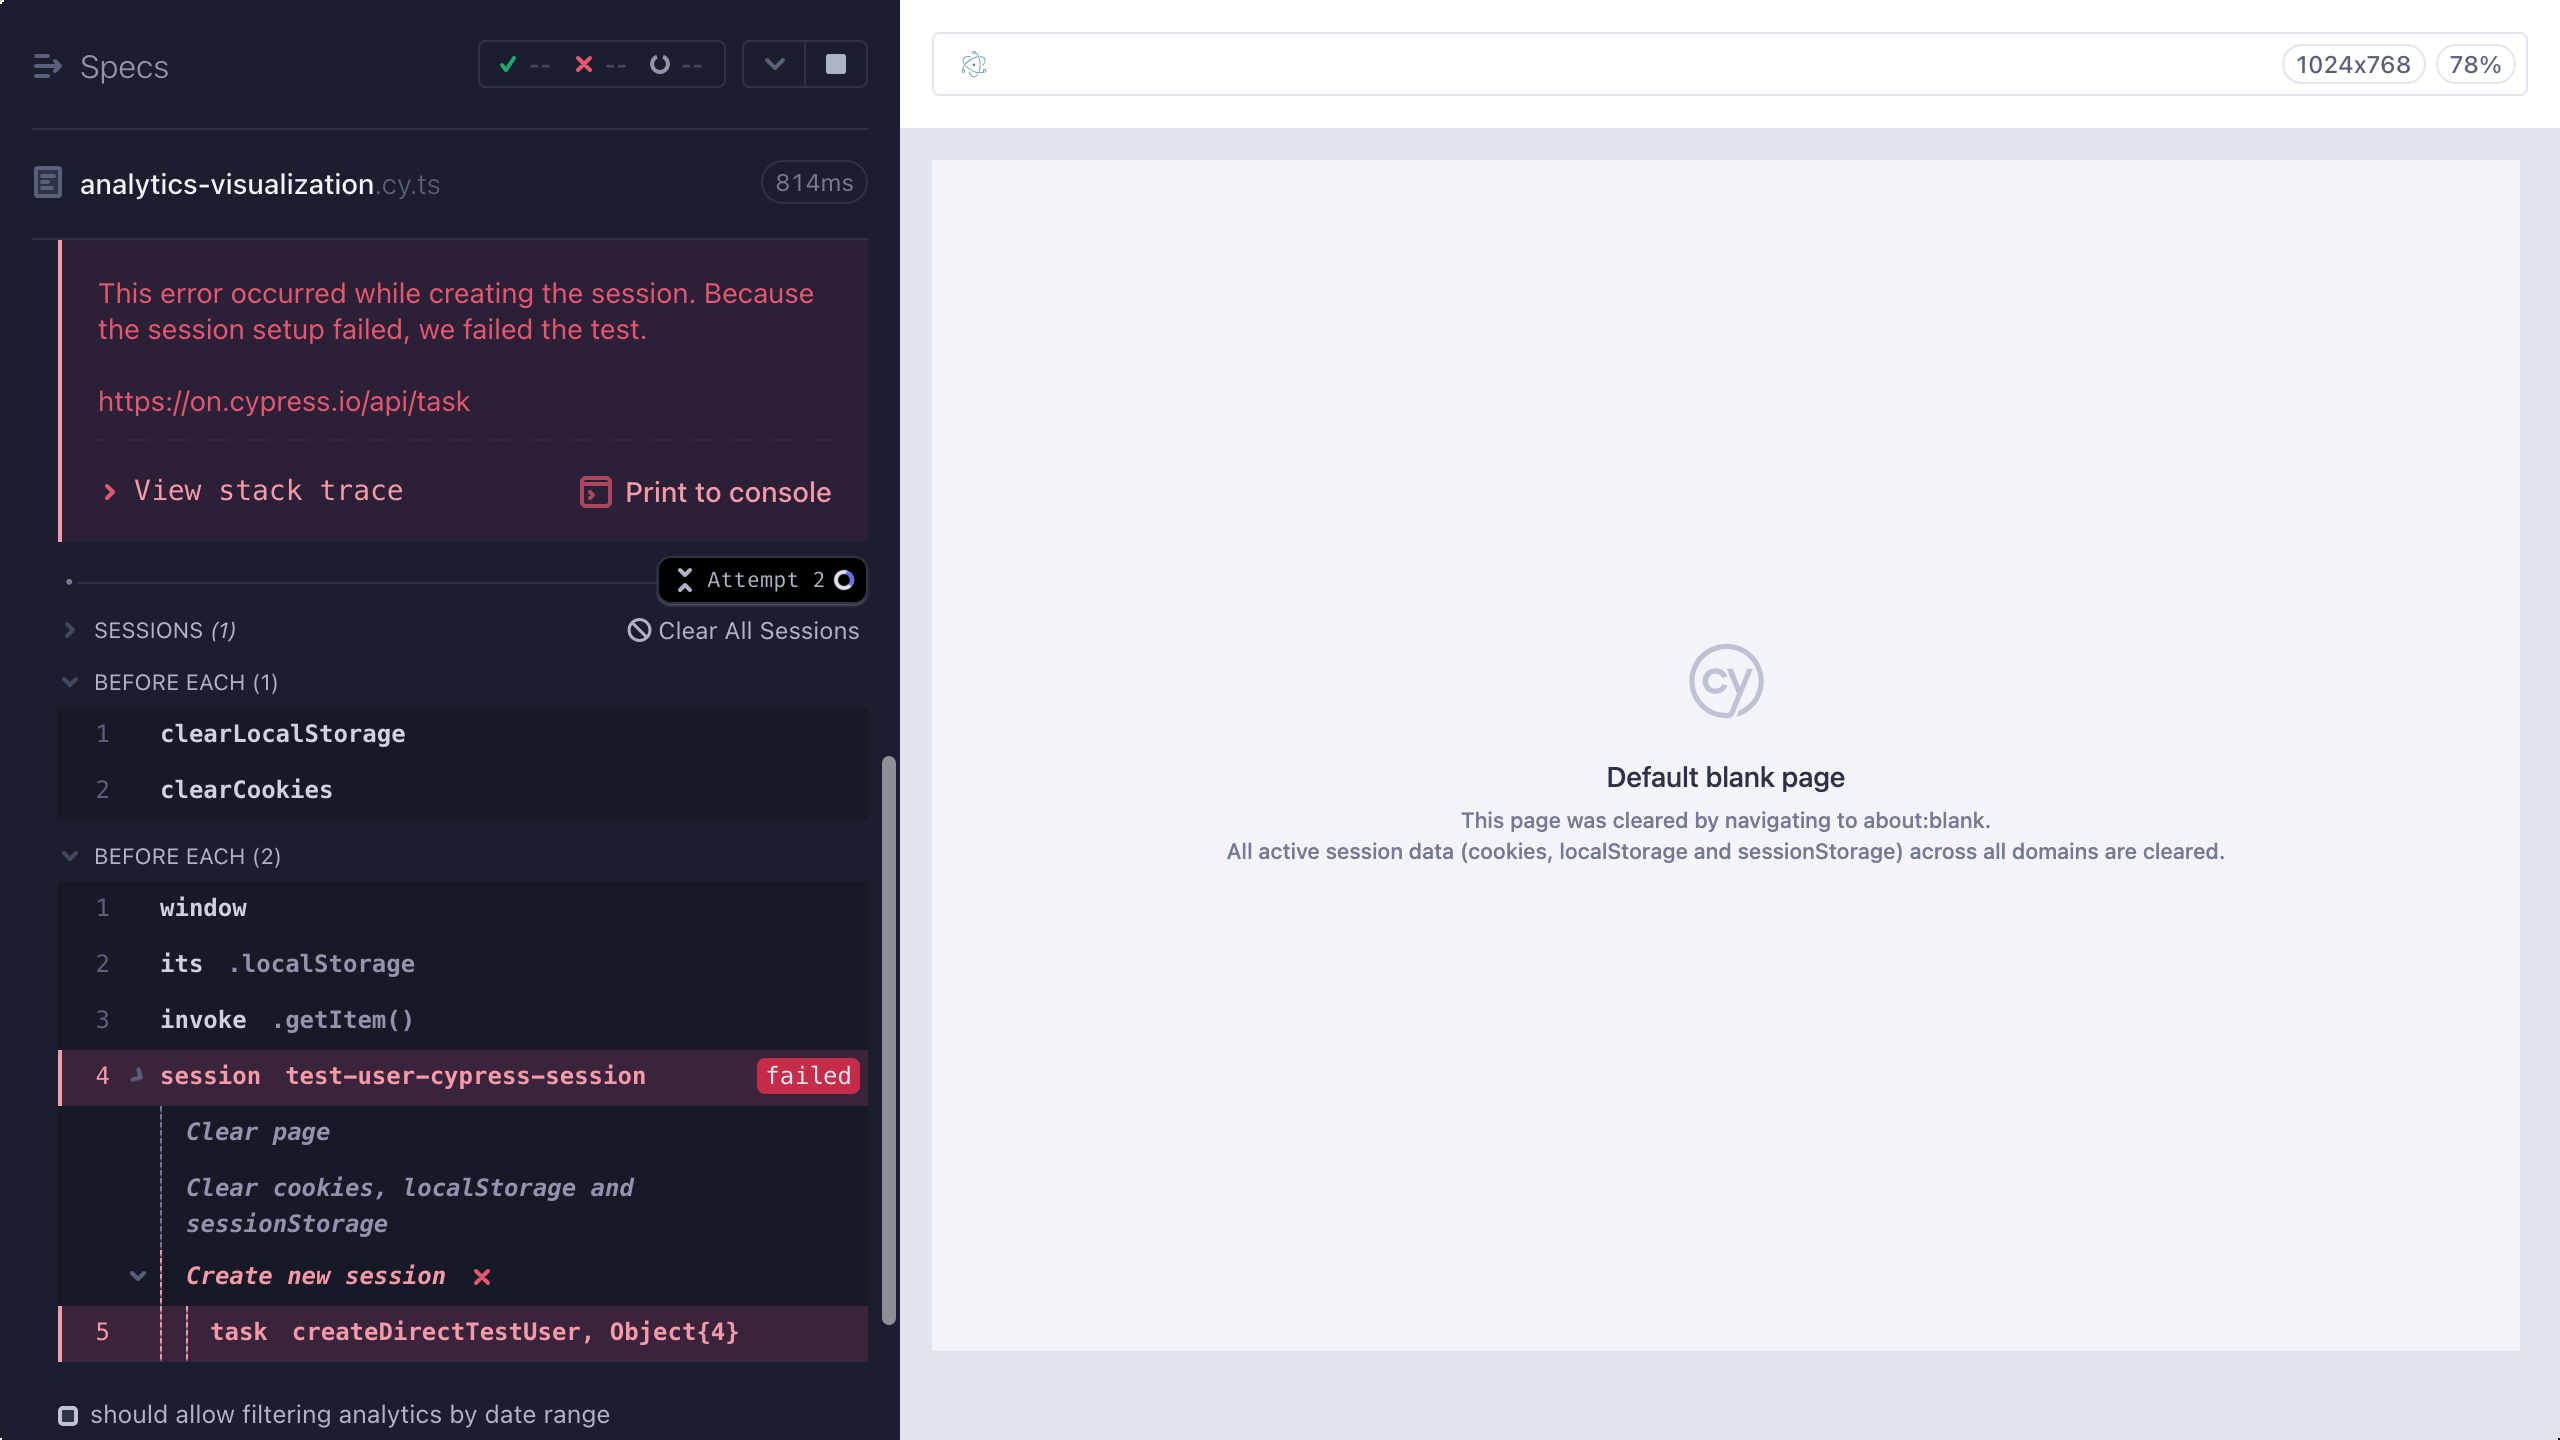 Specs
-- -- --
1024x768 78%
analytics-visualization.cy.ts 814ms
This error occurred while creating the session. Because
the session setup failed, we failed the test.
https://on.cypress.io/api/task
View stack trace Print to console
Attempt 2
SESSIONS (1) Clear All Sessions
BEFORE EACH (1)
1 clearLocalStorage
2 clearCookies
BEFORE EACH (2)
1 window
2 its .localStorage
3 invoke .getItem()
4 session test-user-cypress-session failed
Clear page
Clear cookies, localStorage and
sessionStorage
Create new session
5 task createDirectTestUser, Object{4}
should allow filtering analytics by date range
cy
Default blank page
This page was cleared by navigating to about:blank.
All active session data (cookies, localStorage and sessionStorage) across all domains are cleared.